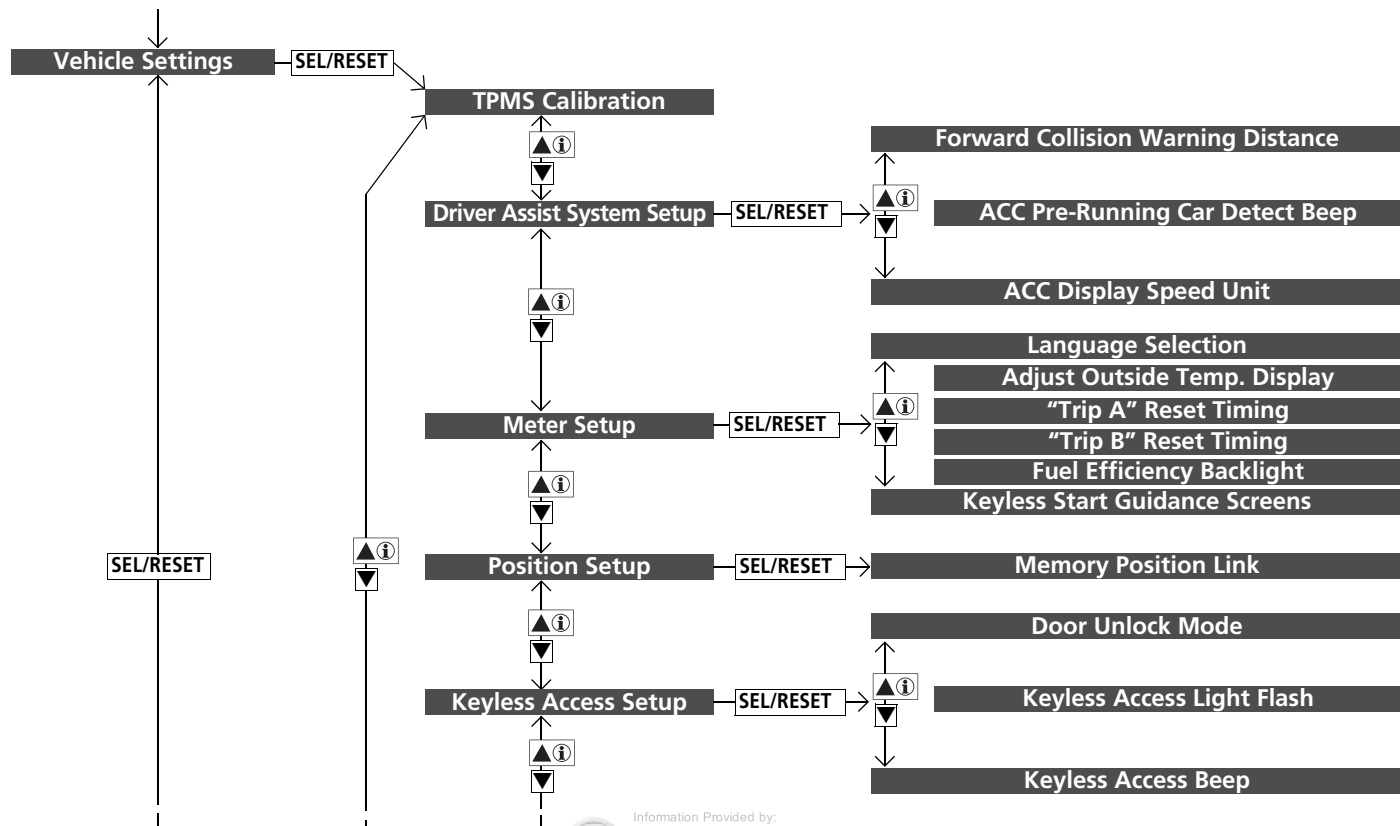 Vehicle Settings
SEL/RESET
TPMS Calibration
Forward Collision Warning Distance
Driver Assist System Setup
SEL/RESET
ACC Pre-Running Car Detect Beep
ACC Display Speed Unit
Language Selection
Adjust Outside Temp. Display
“Trip A” Reset Timing
Meter Setup
SEL/RESET
“Trip B” Reset Timing
Fuel Efficiency Backlight
Keyless Start Guidance Screens
SEL/RESET
Position Setup
SEL/RESET
Memory Position Link
Door Unlock Mode
Keyless Access Setup
SEL/RESET
Keyless Access Light Flash
Keyless Access Beep
Information Provided by: